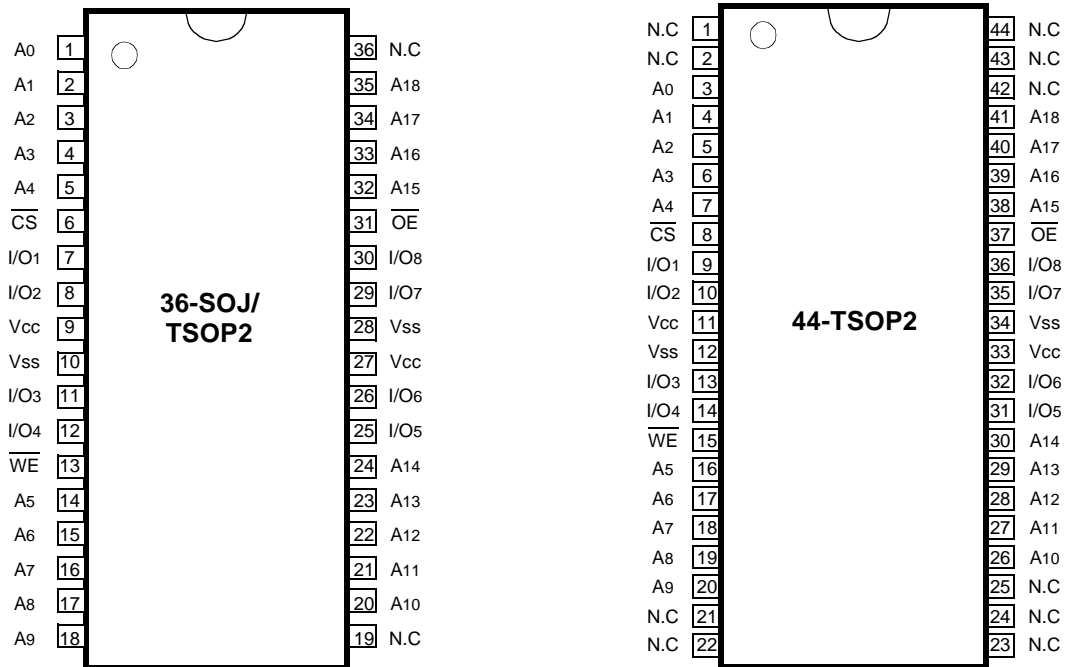 A0 1 36 N.C
A1 2 35 A18
A2 3 34 A17
A3 4 33 A16
A4 5 32 A15
C̅S̅ 6 31 O̅E̅
I/O1 7 30 I/O8
I/O2 8 29 I/O7
Vcc 9 28 Vss
Vss 10 27 Vcc
I/O3 11 26 I/O6
I/O4 12 25 I/O5
W̅E̅ 13 24 A14
A5 14 23 A13
A6 15 22 A12
A7 16 21 A11
A8 17 20 A10
A9 18 19 N.C
36-SOJ/
TSOP2
N.C 1 44 N.C
N.C 2 43 N.C
A0 3 42 N.C
A1 4 41 A18
A2 5 40 A17
A3 6 39 A16
A4 7 38 A15
C̅S̅ 8 37 O̅E̅
I/O1 9 36 I/O8
I/O2 10 35 I/O7
Vcc 11 34 Vss
Vss 12 33 Vcc
I/O3 13 32 I/O6
I/O4 14 31 I/O5
W̅E̅ 15 30 A14
A5 16 29 A13
A6 17 28 A12
A7 18 27 A11
A8 19 26 A10
A9 20 25 N.C
N.C 21 24 N.C
N.C 22 23 N.C
44-TSOP2